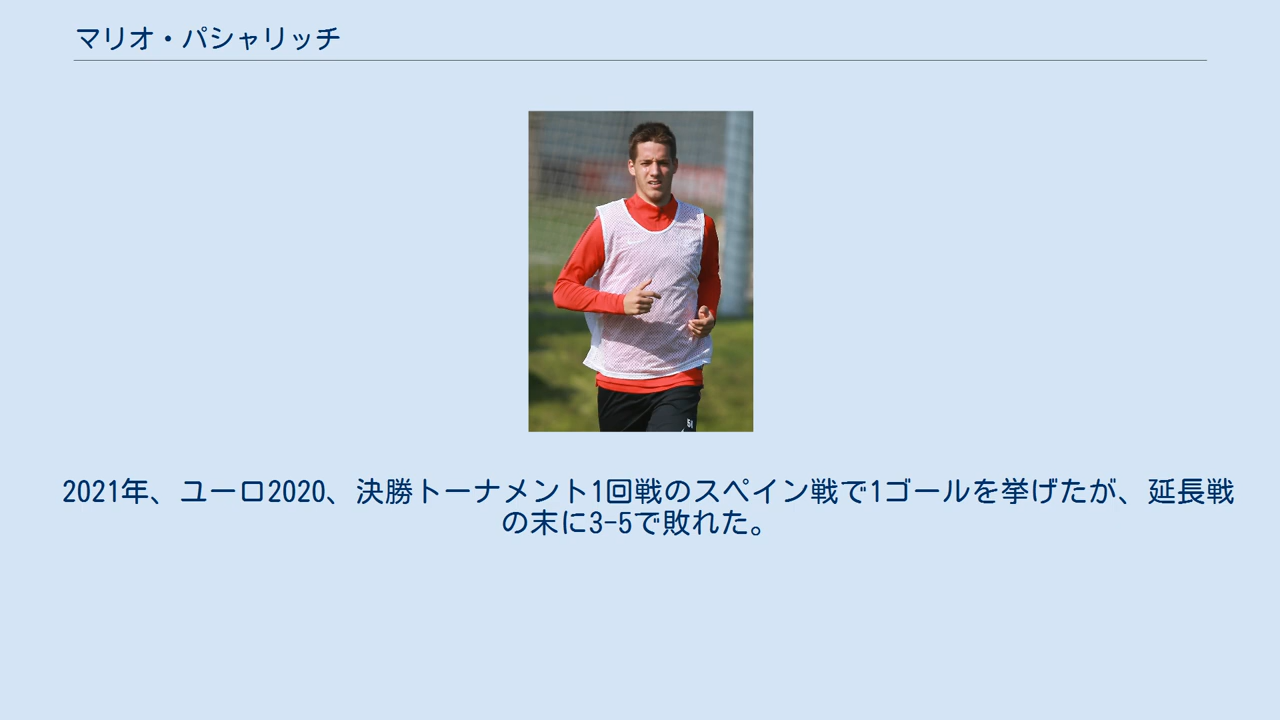 マリオ・パシャリッチ
2021年、ユーロ2020、決勝トーナメント1回戦のスペイン戦で1ゴールを挙げたが、延長戦
の末に3-5で敗れた。